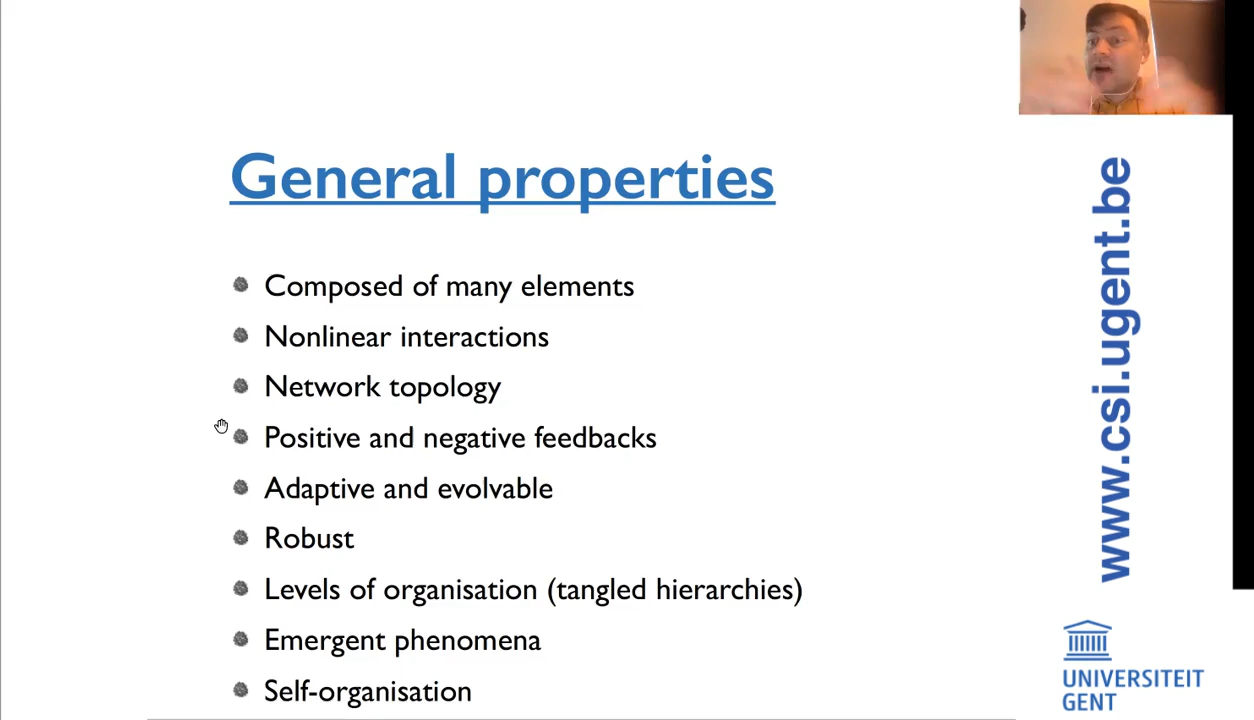 General properties
Composed of many elements
Nonlinear interactions
Network topology
Positive and negative feedbacks
Adaptive and evolvable
Robust
Levels of organisation (tangled hierarchies)
Emergent phenomena
Self-organisation
www.csi.ugent.be
UNIVERSITEIT
GENT